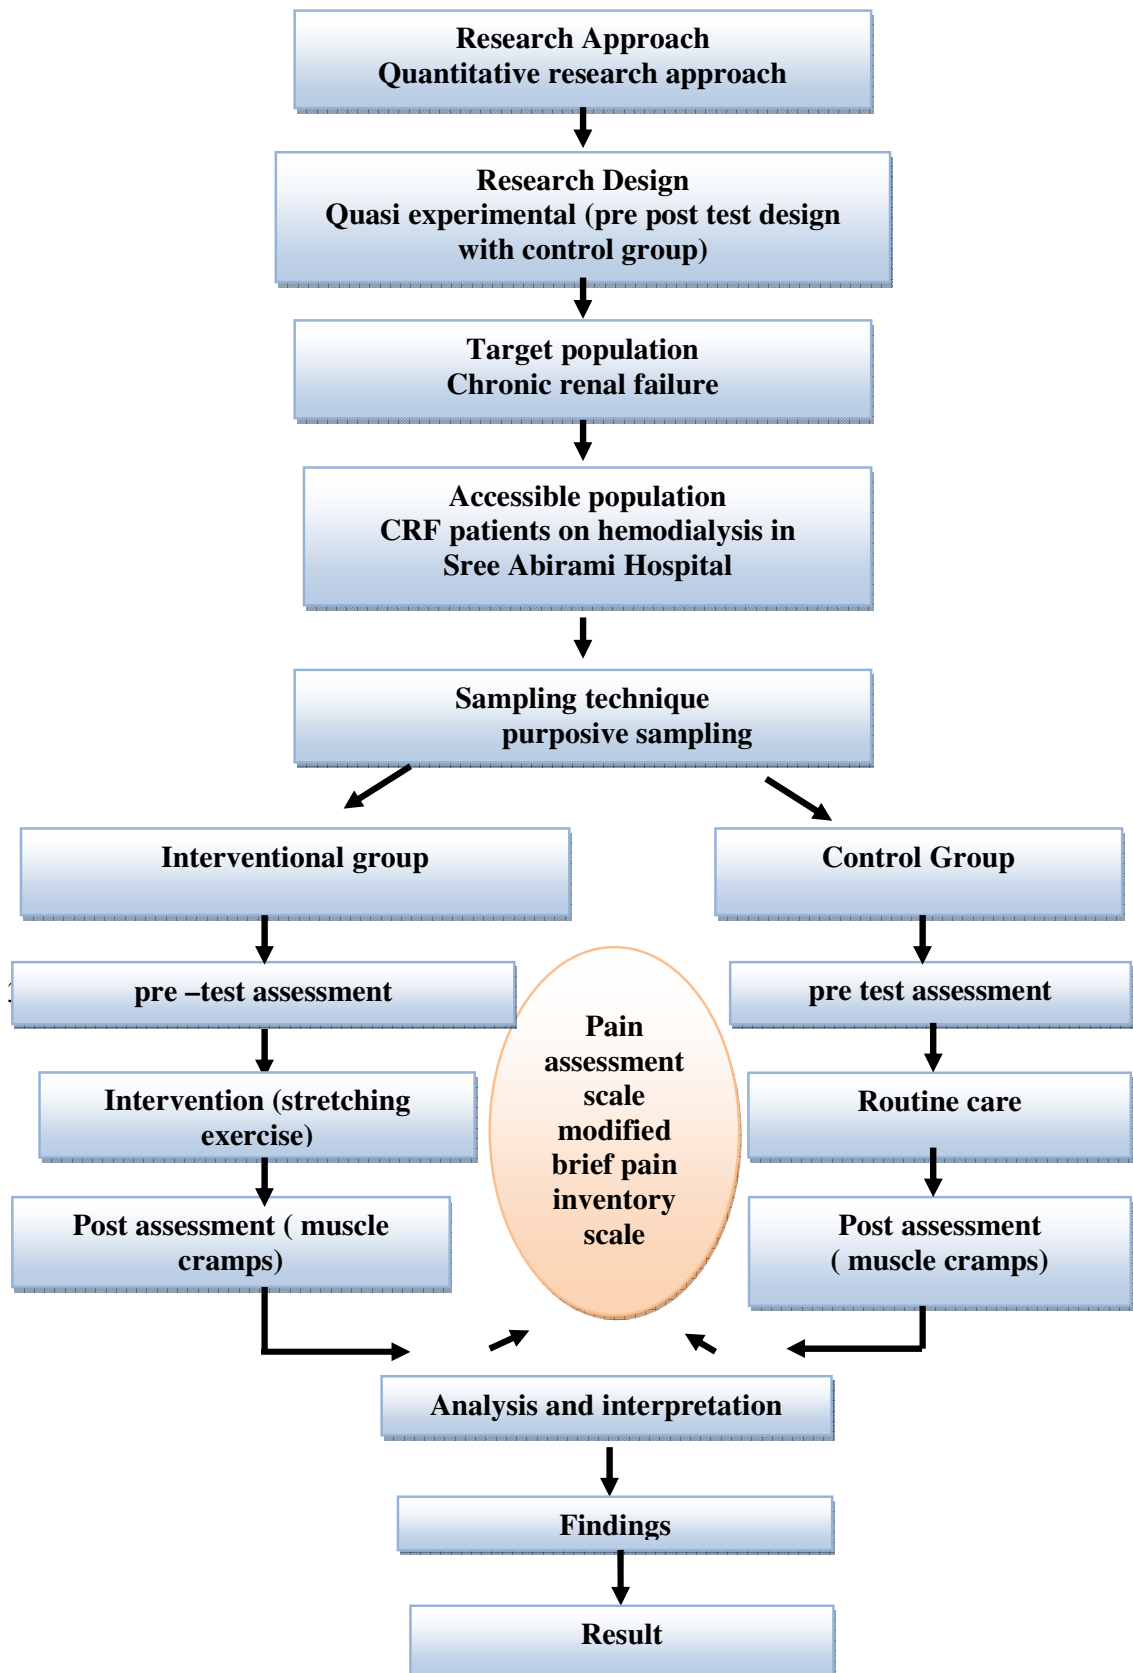 Research Approach
Quantitative research approach
Research Design
Quasi experimental (pre post test design
with control group)
Target population
Chronic renal failure
Accessible population
CRF patients on hemodialysis in
Sree Abirami Hospital
Sampling technique
purposive sampling
Interventional group
Control Group
pre –test assessment
pre test assessment
Intervention (stretching
exercise)
Routine care
Post assessment ( muscle
cramps)
Post assessment
( muscle cramps)
Pain
assessment
scale
modified
brief pain
inventory
scale
Analysis and interpretation
Findings
Result